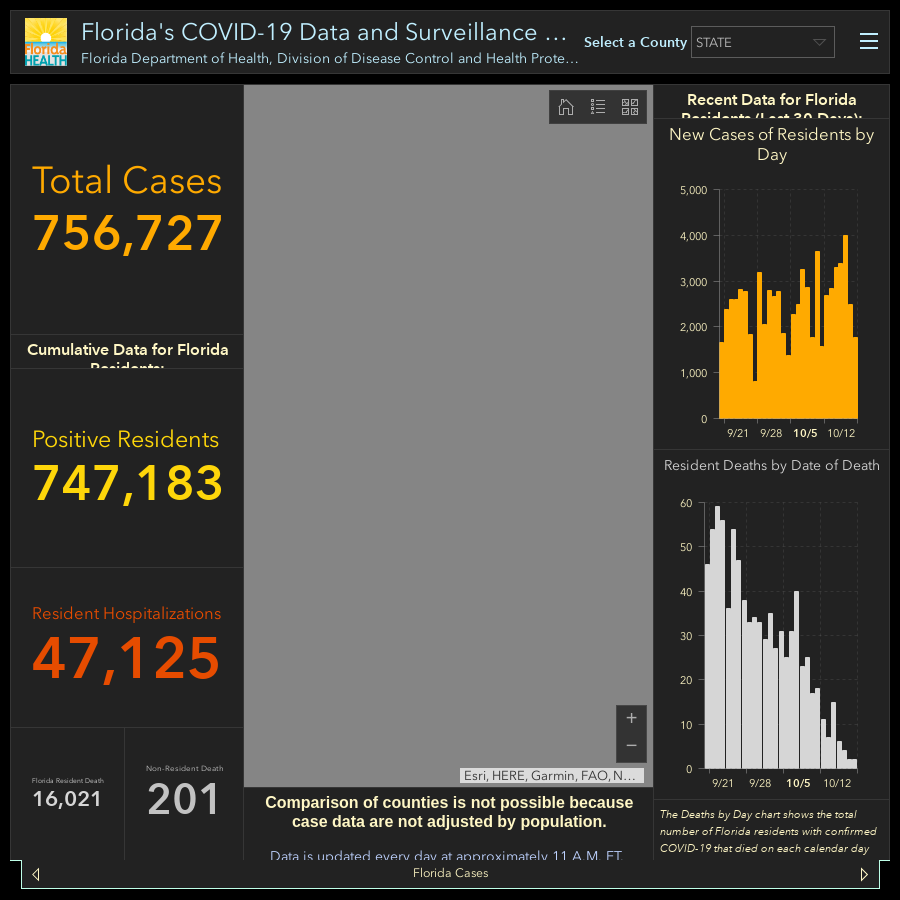 Florida's COVID-19 Data and Surveillance ...
Florida Department of Health, Division of Disease Control and Health Prote...
Florida
HEALTH
Select a County
STATE
Total Cases
756,727
Cumulative Data for Florida
Residents:
Positive Residents
747,183
Resident Hospitalizations
47,125
Florida Resident Death
16,021
Non-Resident Death
201
+
−
Esri, HERE, Garmin, FAO, N...
Comparison of counties is not possible because
case data are not adjusted by population.
Data is updated every day at approximately 11 A.M. ET.
Recent Data for Florida
Residents (Last 30 Days):
New Cases of Residents by
Day
5,000
4,000
3,000
2,000
1,000
0
9/21 9/28 10/5 10/12
Resident Deaths by Date of Death
60
50
40
30
20
10
0
9/21 9/28 10/5 10/12
The Deaths by Day chart shows the total
number of Florida residents with confirmed
COVID-19 that died on each calendar day
Florida Cases